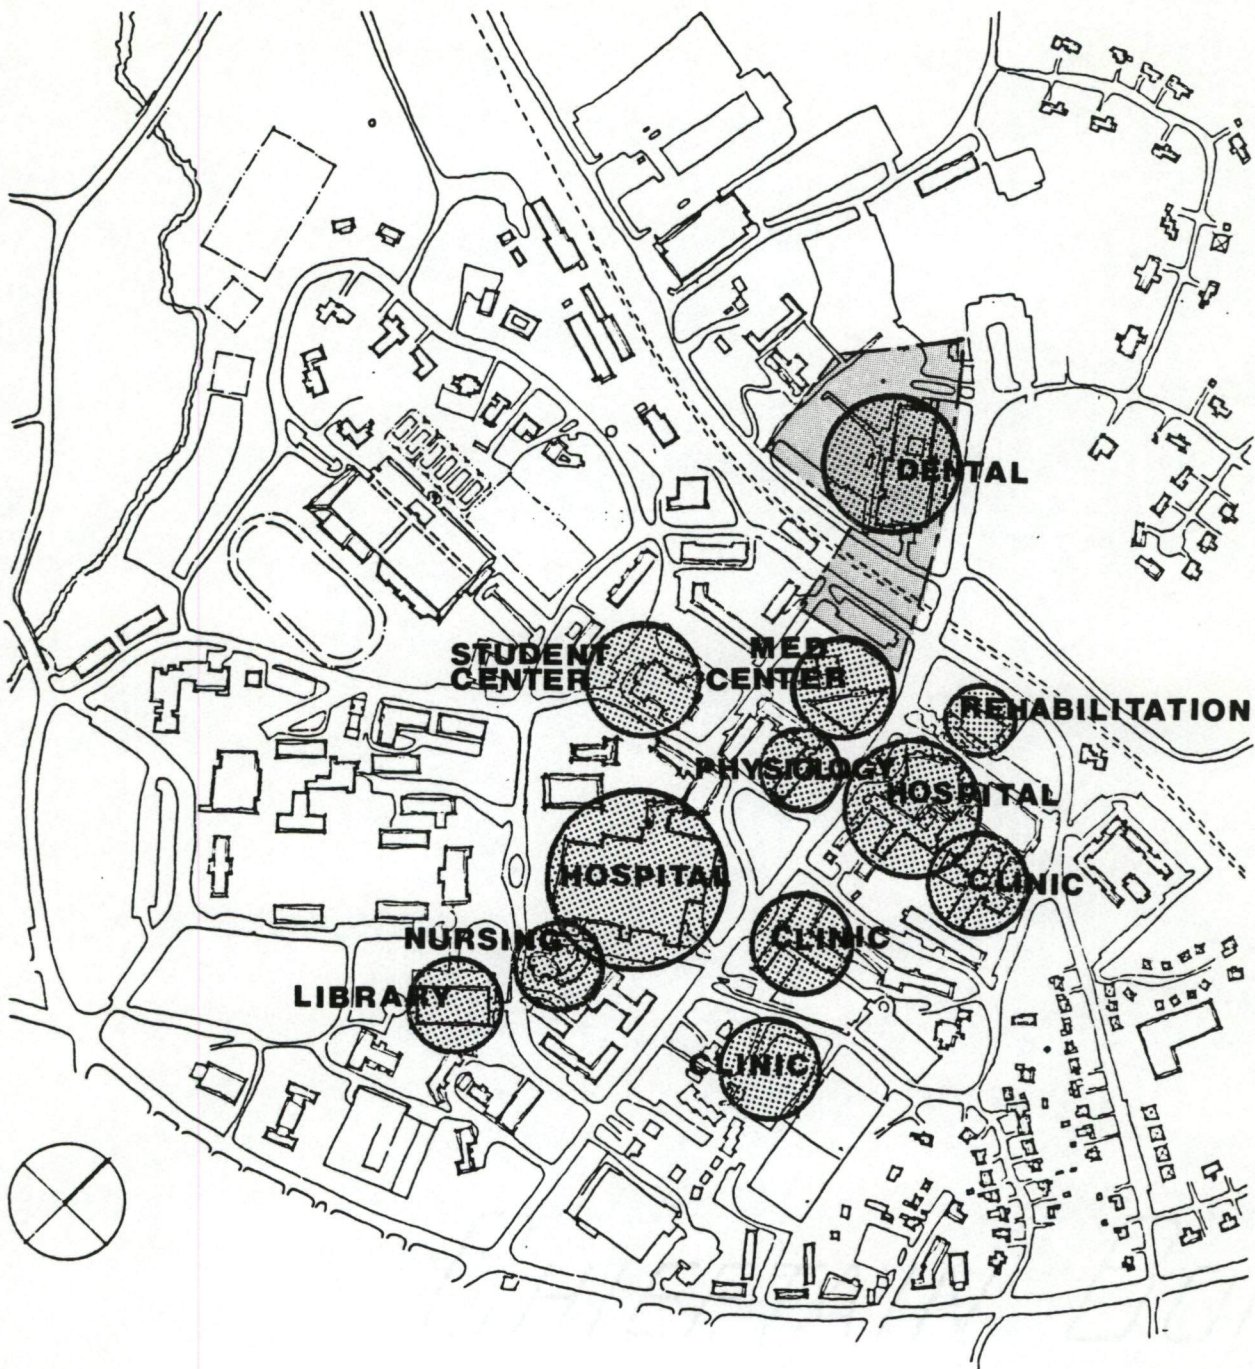 DENTAL
STUDENT
CENTER
MED
CENTER
REHABILITATION
PHYSIOLOGY
HOSPITAL
HOSPITAL
CLINIC
NURSING
CLINIC
LIBRARY
CLINIC